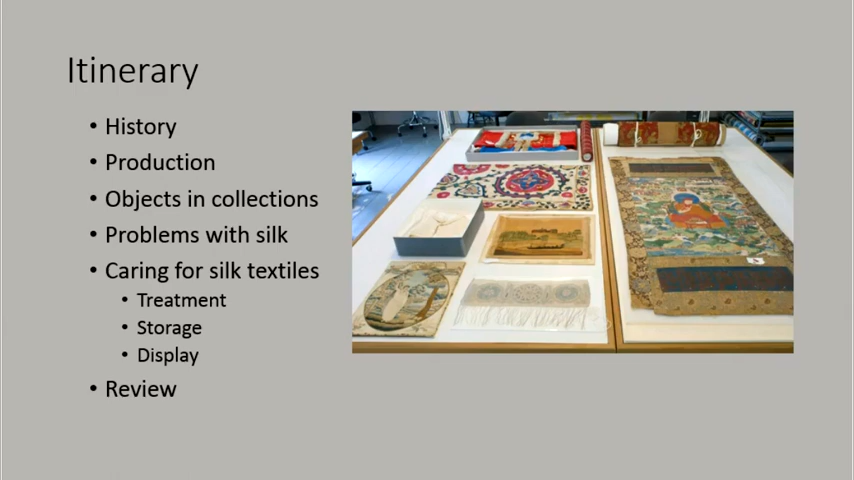 Itinerary
• History
• Production
• Objects in collections
• Problems with silk
• Caring for silk textiles
• Treatment
• Storage
• Display
• Review